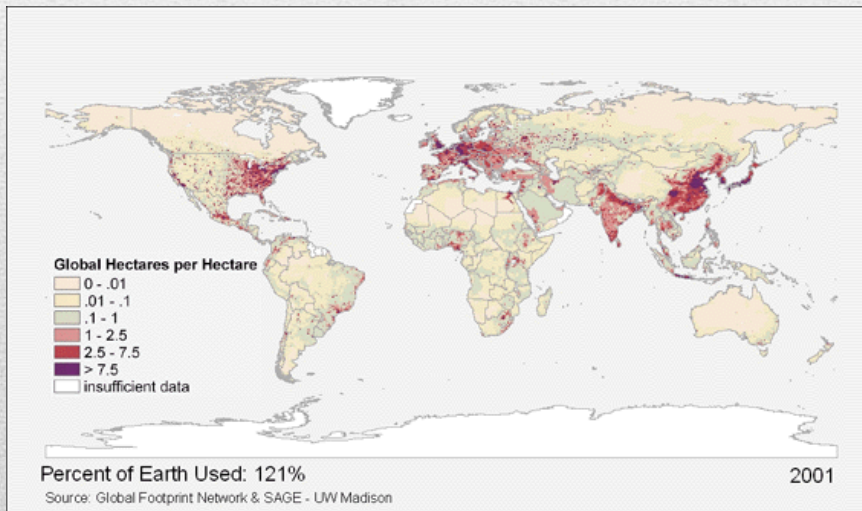 Global Hectares per Hectare
0 - .01
.01 - .1
.1 - 1
1 - 2.5
2.5 - 7.5
> 7.5
insufficient data
Percent of Earth Used: 121%
2001
Source: Global Footprint Network & SAGE - UW Madison